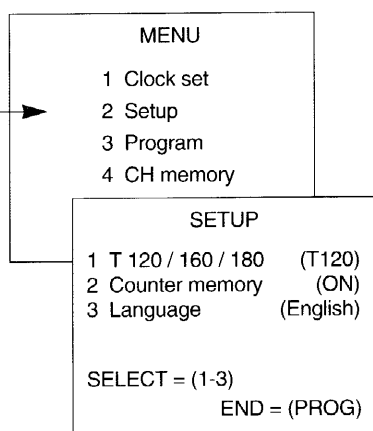 MENU
1 Clock set
2 Setup
3 Program
4 CH memory
SETUP
1 T 120 / 160 / 180 (T120)
2 Counter memory (ON)
3 Language (English)
SELECT = (1-3)
END = (PROG)